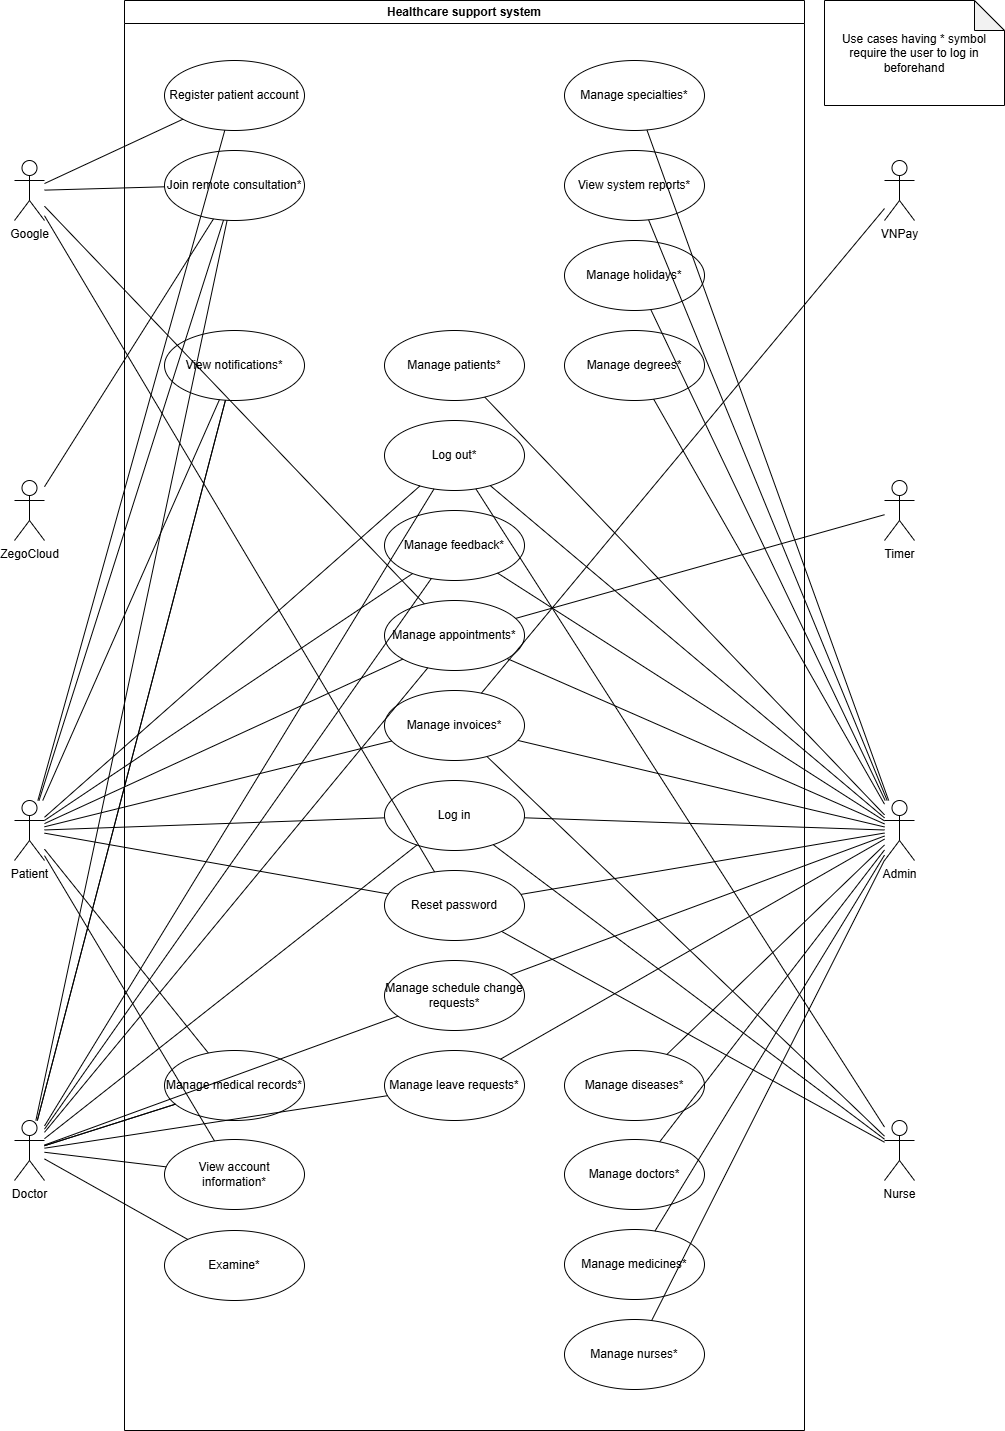 Healthcare support system
Use cases having * symbol
require the user to log in
beforehand
Register patient account
Manage specialties*
Join remote consultation*
View system reports*
Google
VNPay
Manage holidays*
View notifications*
Manage patients*
Manage degrees*
Log out*
Manage feedback*
ZegoCloud
Timer
Manage appointments*
Manage invoices*
Log in
Patient
Admin
Reset password
Manage schedule change
requests*
Manage medical records*
Manage leave requests*
Manage diseases*
View account
information*
Manage doctors*
Doctor
Nurse
Examine*
Manage medicines*
Manage nurses*